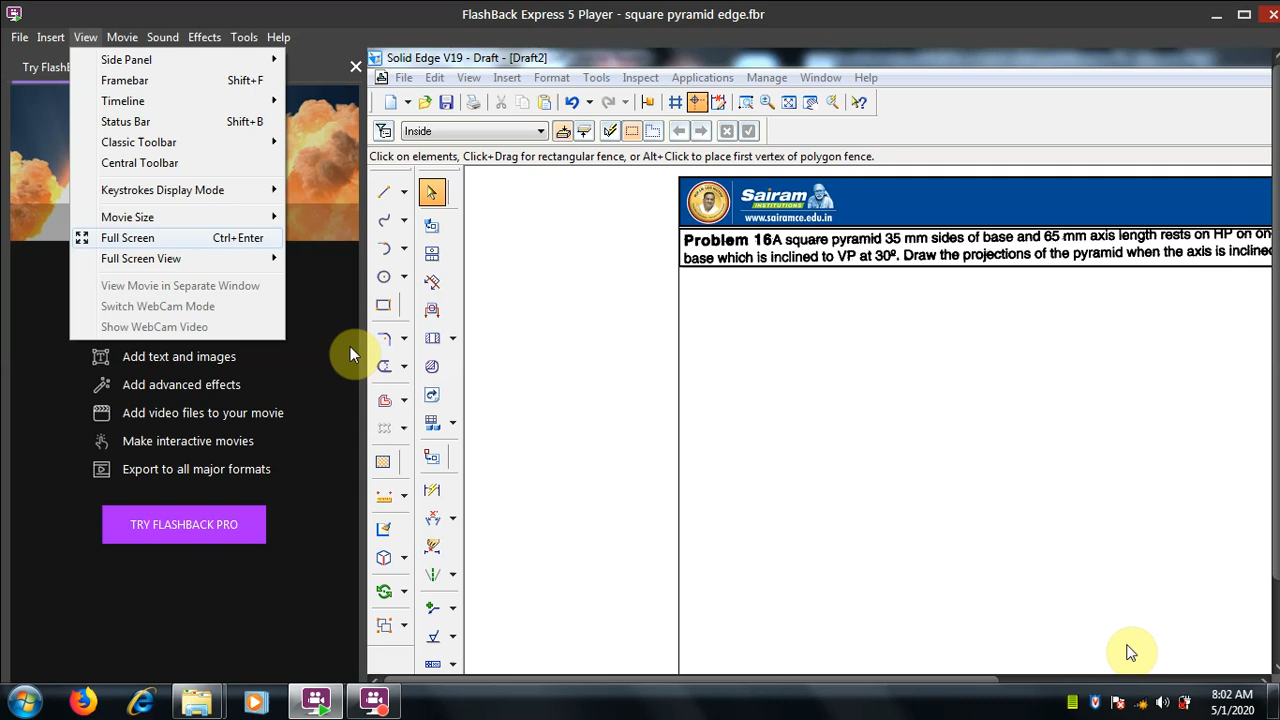 FlashBack Express 5 Player - square pyramid edge.fbr
File Insert View Movie Sound Effects Tools Help
Try FlashB
Side Panel
Framebar Shift+F
Timeline
Status Bar Shift+B
Classic Toolbar
Central Toolbar
Keystrokes Display Mode
Movie Size
Full Screen Ctrl+Enter
Full Screen View
View Movie in Separate Window
Switch WebCam Mode
Show WebCam Video
Add text and images
Add advanced effects
Add video files to your movie
Make interactive movies
Export to all major formats
TRY FLASHBACK PRO
Solid Edge V19 - Draft - [Draft2]
File Edit View Insert Format Tools Inspect Applications Manage Window Help
Inside
Click on elements, Click+Drag for rectangular fence, or Alt+Click to place first vertex of polygon fence.
Sairam
INSTITUTIONS
www.sairamce.edu.in
Problem 16A square pyramid 35 mm sides of base and 65 mm axis length rests on HP on on
base which is inclined to VP at 30º. Draw the projections of the pyramid when the axis is incline
8:02 AM
5/1/2020